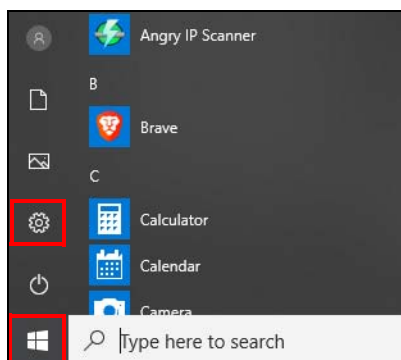 Angry IP Scanner
B
Brave
C
Calculator
Calendar
Camera
Type here to search